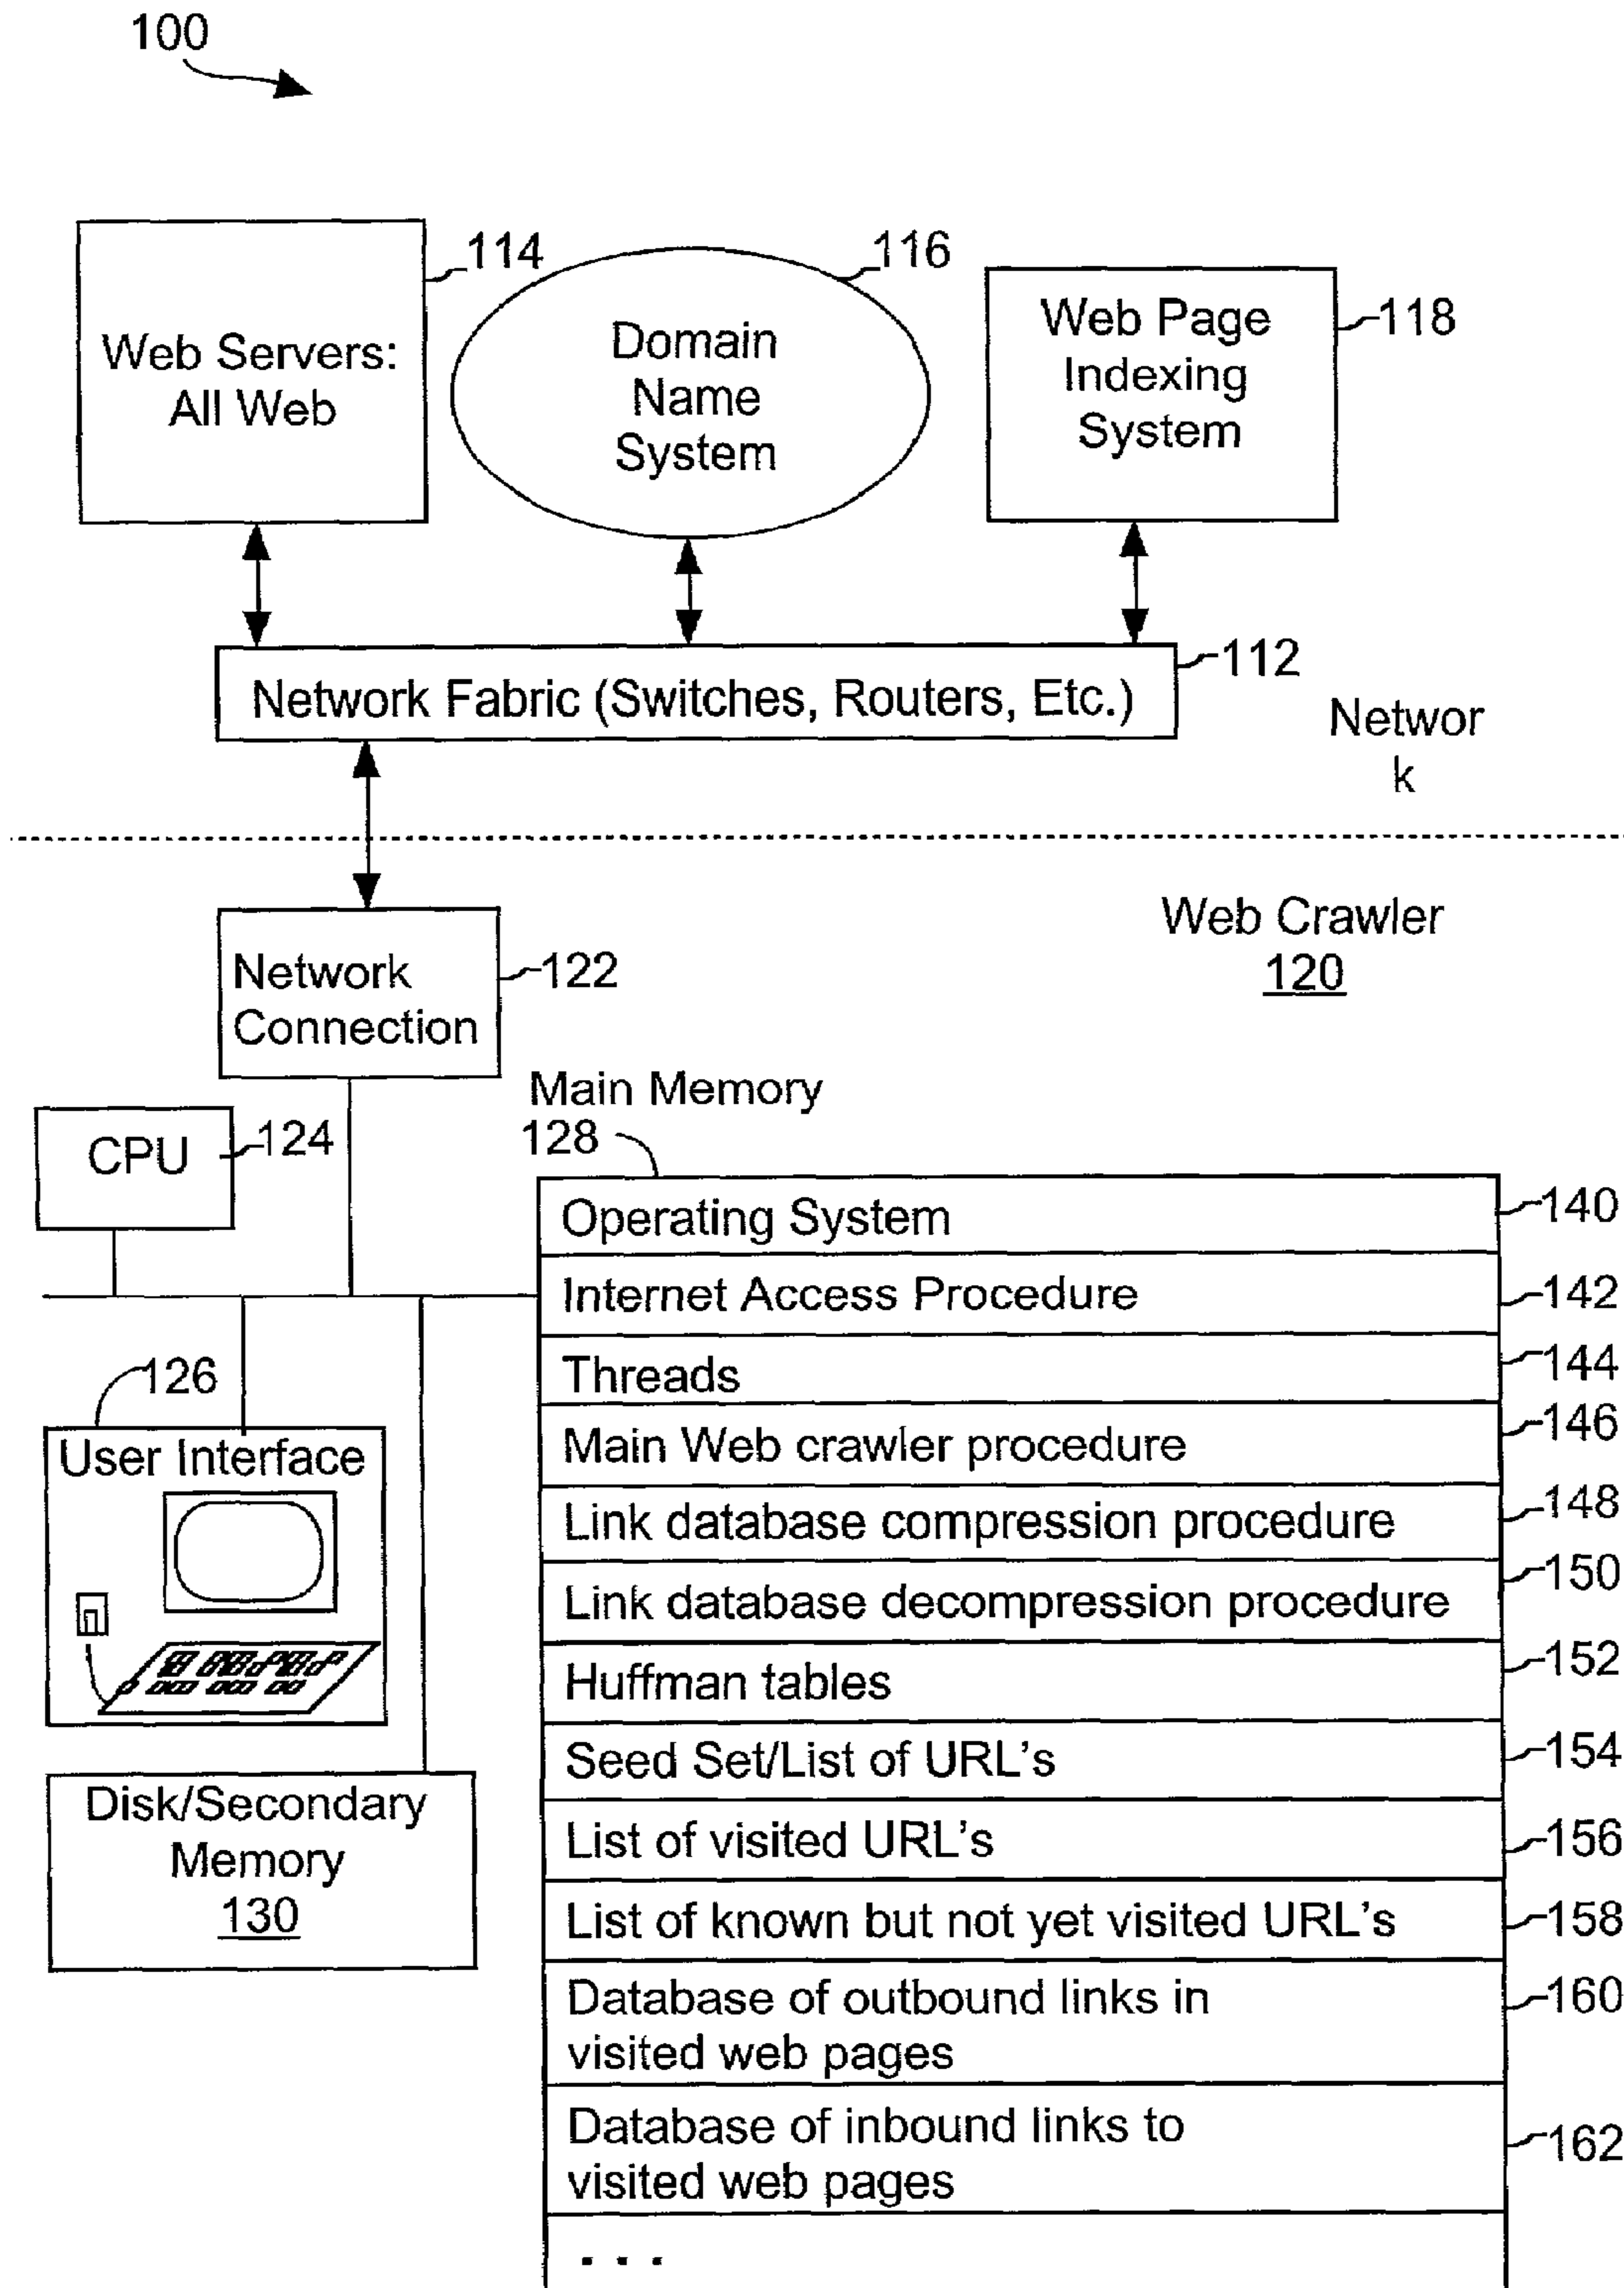 100
114
Web Servers:
All Web
116
Domain
Name
System
Web Page
Indexing
System
118
112
Network Fabric (Switches, Routers, Etc.)
Networ
k
Web Crawler
120
Network
Connection
122
Main Memory
128
CPU
124
Operating System
140
Internet Access Procedure
142
Threads
144
126
User Interface
Main Web crawler procedure
146
Link database compression procedure
148
Link database decompression procedure
150
Huffman tables
152
Seed Set/List of URL's
154
Disk/Secondary
Memory
130
List of visited URL's
156
List of known but not yet visited URL's
158
Database of outbound links in
visited web pages
160
Database of inbound links to
visited web pages
162
. . .